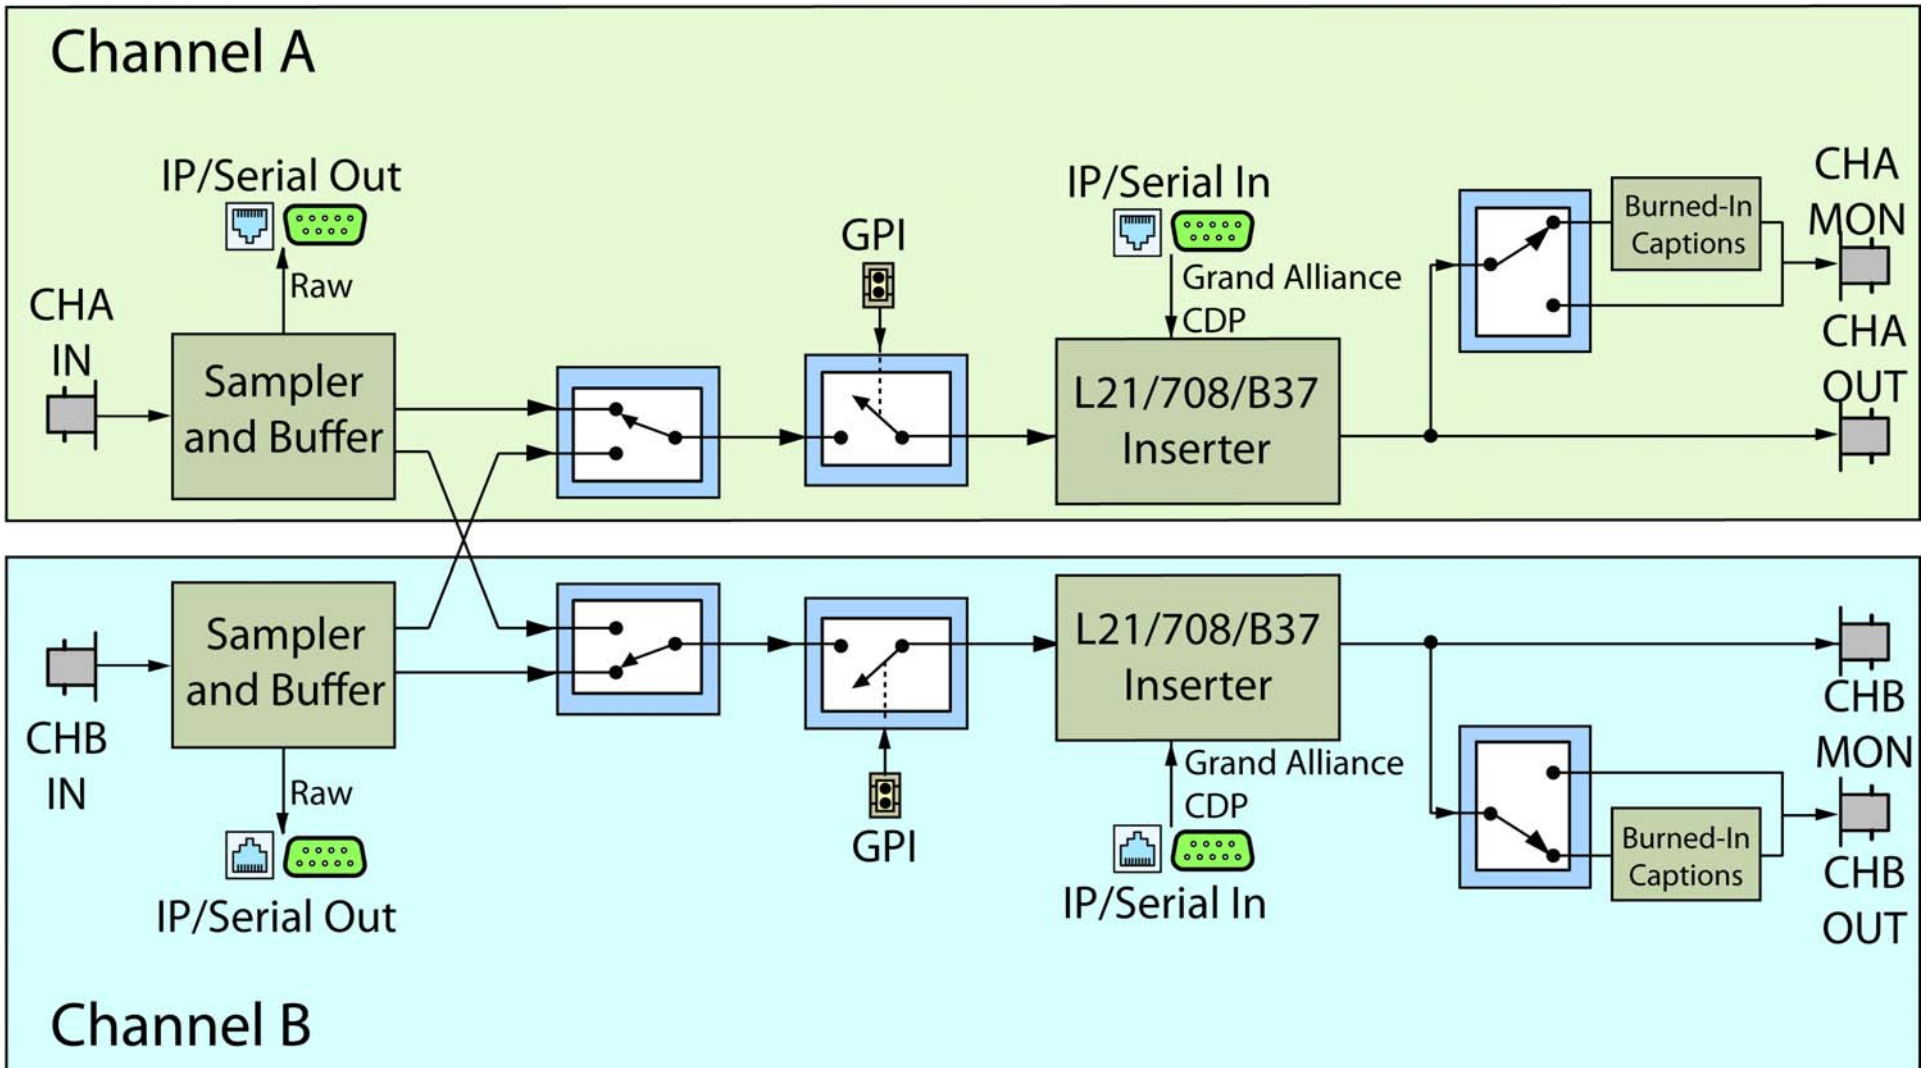 Channel A
IP/Serial Out
Raw
CHA
IN
Sampler
and Buffer
GPI
IP/Serial In
Grand Alliance
CDP
L21/708/B37
Inserter
Burned-In
Captions
CHA
MON
CHA
OUT
Sampler
and Buffer
CHB
IN
Raw
IP/Serial Out
GPI
L21/708/B37
Inserter
Grand Alliance
CDP
IP/Serial In
Burned-In
Captions
CHB
MON
CHB
OUT
Channel B